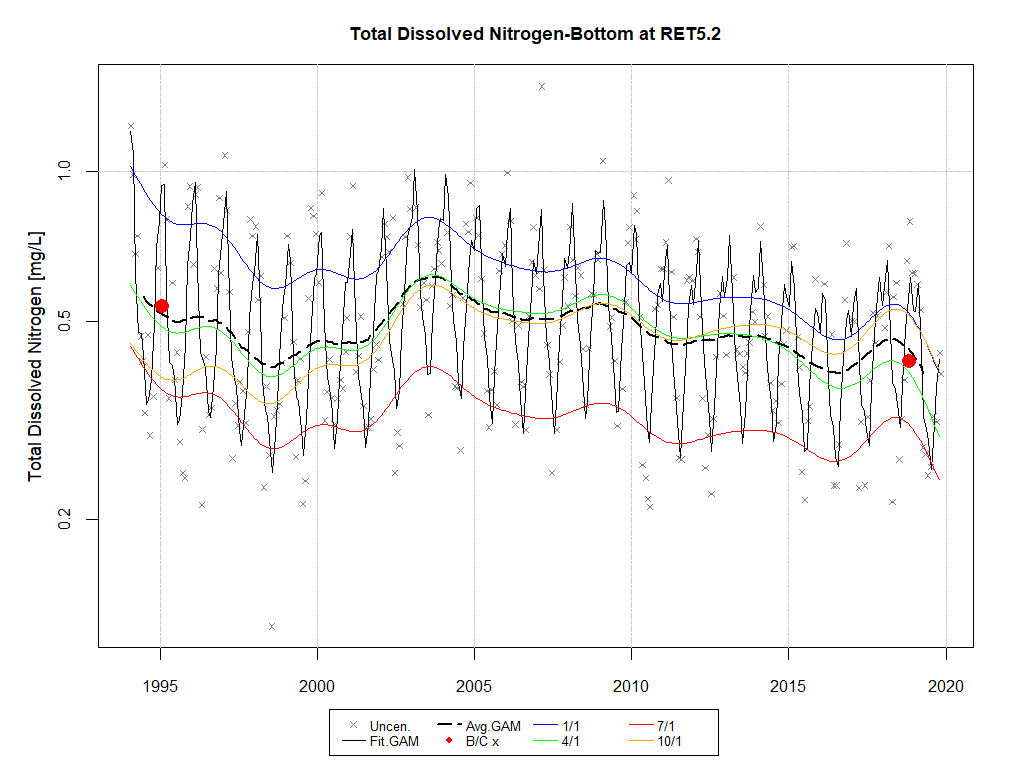 Total Dissolved Nitrogen-Bottom at RET5.2
Total Dissolved Nitrogen [mg/L]
1.0
0.5
0.2
1995 2000 2005 2010 2015 2020
Uncen. Avg.GAM 1/1 7/1
Fit.GAM B/C x 4/1 10/1